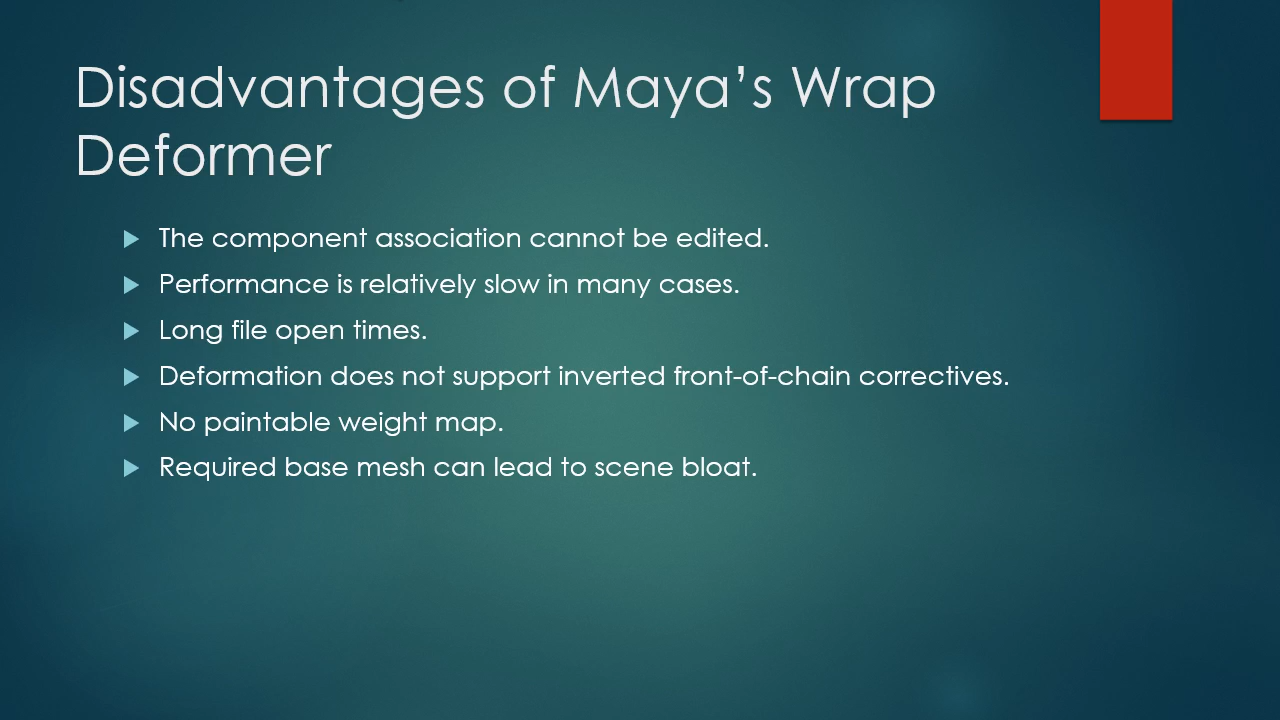 Disadvantages of Maya’s Wrap
Deformer
The component association cannot be edited.
Performance is relatively slow in many cases.
Long file open times.
Deformation does not support inverted front-of-chain correctives.
No paintable weight map.
Required base mesh can lead to scene bloat.